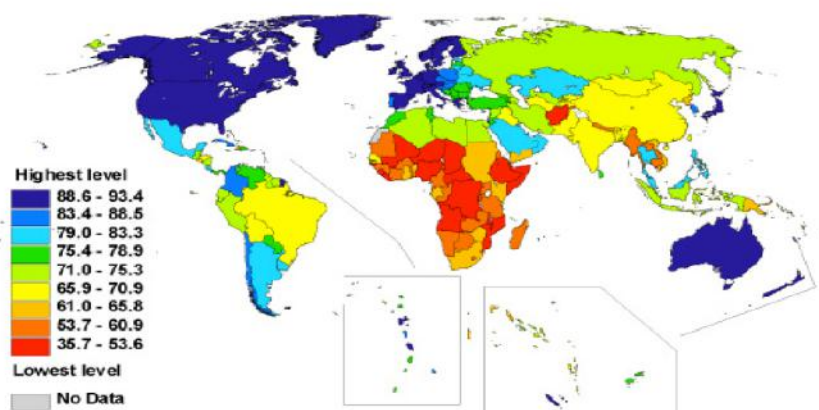 Highest level
88.6 - 93.4
83.4 - 88.5
79.0 - 83.3
75.4 - 78.9
71.0 - 75.3
65.9 - 70.9
61.0 - 65.8
53.7 - 60.9
35.7 - 53.6
Lowest level
No Data